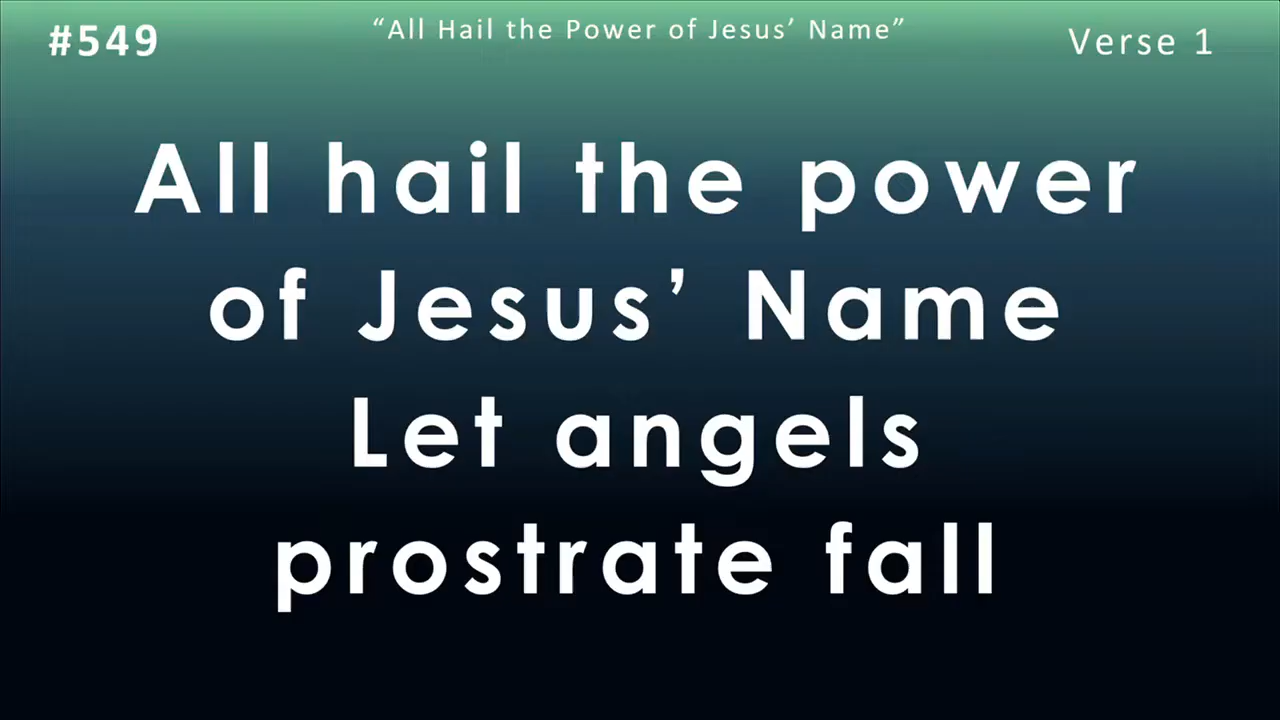 #549
“All Hail the Power of Jesus’ Name”
Verse 1
All hail the power
of Jesus’ Name
Let angels
prostrate fall